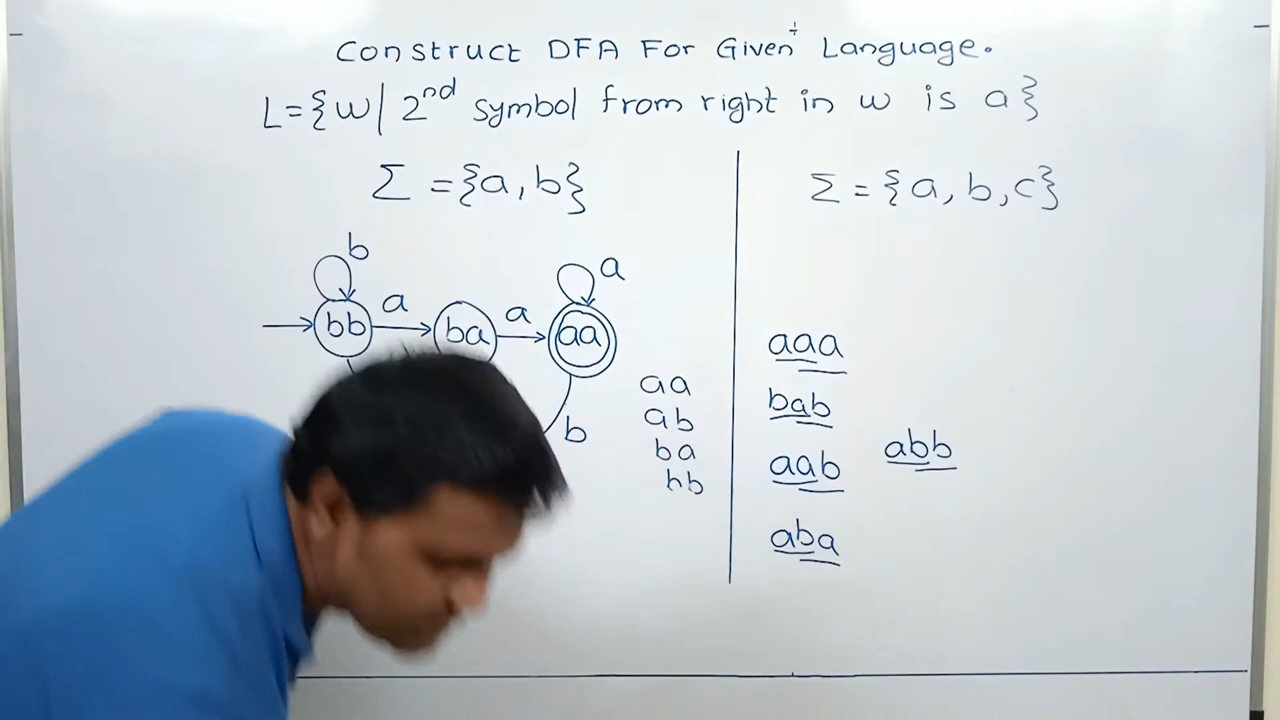 Construct DFA For Given Language.
L={w| 2nd symbol from right in w is a}
Σ ={a,b}
Σ = {a,b,c}
b
a
a
a
bb
ba
aa
b
aa
ab
ba
bb
aaa
bab
aab
abb
aba